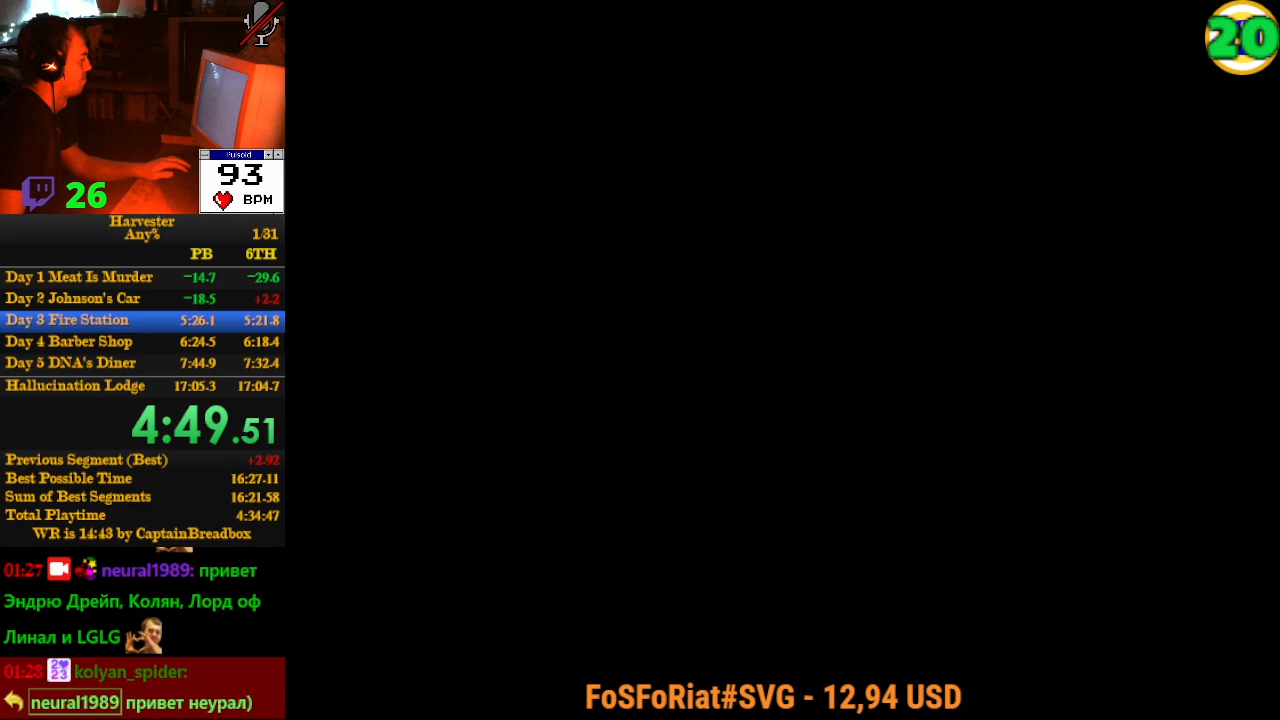 20
Pulsoid
93
BPM
26
Harvester
Any% 1/31
PB 6TH
Day 1 Meat Is Murder −14.7 −29.6
Day 2 Johnson's Car −18.5 +2.2
Day 3 Fire Station 5:26.1 5:21.8
Day 4 Barber Shop 6:24.5 6:18.4
Day 5 DNA's Diner 7:44.9 7:32.4
Hallucination Lodge 17:05.3 17:04.7
4:49.51
Previous Segment (Best) +2.92
Best Possible Time 16:27.11
Sum of Best Segments 16:21.58
Total Playtime 4:34:47
WR is 14:43 by CaptainBreadbox
01:27 neural1989: привет
Эндрю Дрейп, Колян, Лорд оф
Линал и LGLG
01:28 2023 kolyan_spider:
neural1989 привет неурал)
FoSFoRiat#SVG - 12,94 USD